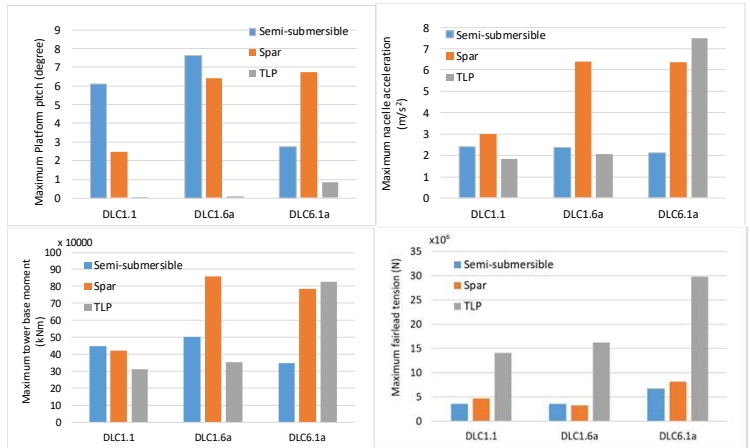 Maximum Platform pitch (degree)
9
8
7
6
5
4
3
2
1
0
Semi-submersible
Spar
TLP
DLC1.1
DLC1.6a
DLC6.1a
Maximum nacelle acceleration
(m/s²)
8
7
6
5
4
3
2
1
0
Semi-submersible
Spar
TLP
DLC1.1
DLC1.6a
DLC6.1a
x 10000
Maximum tower base moment
(kNm)
100
90
80
70
60
50
40
30
20
10
0
Semi-submersible
Spar
TLP
DLC1.1
DLC1.6a
DLC6.1a
x10⁶
Maximum fairlead tension (N)
35
30
25
20
15
10
5
0
Semi-submersible
Spar
TLP
DLC1.1
DLC1.6a
DLC6.1a